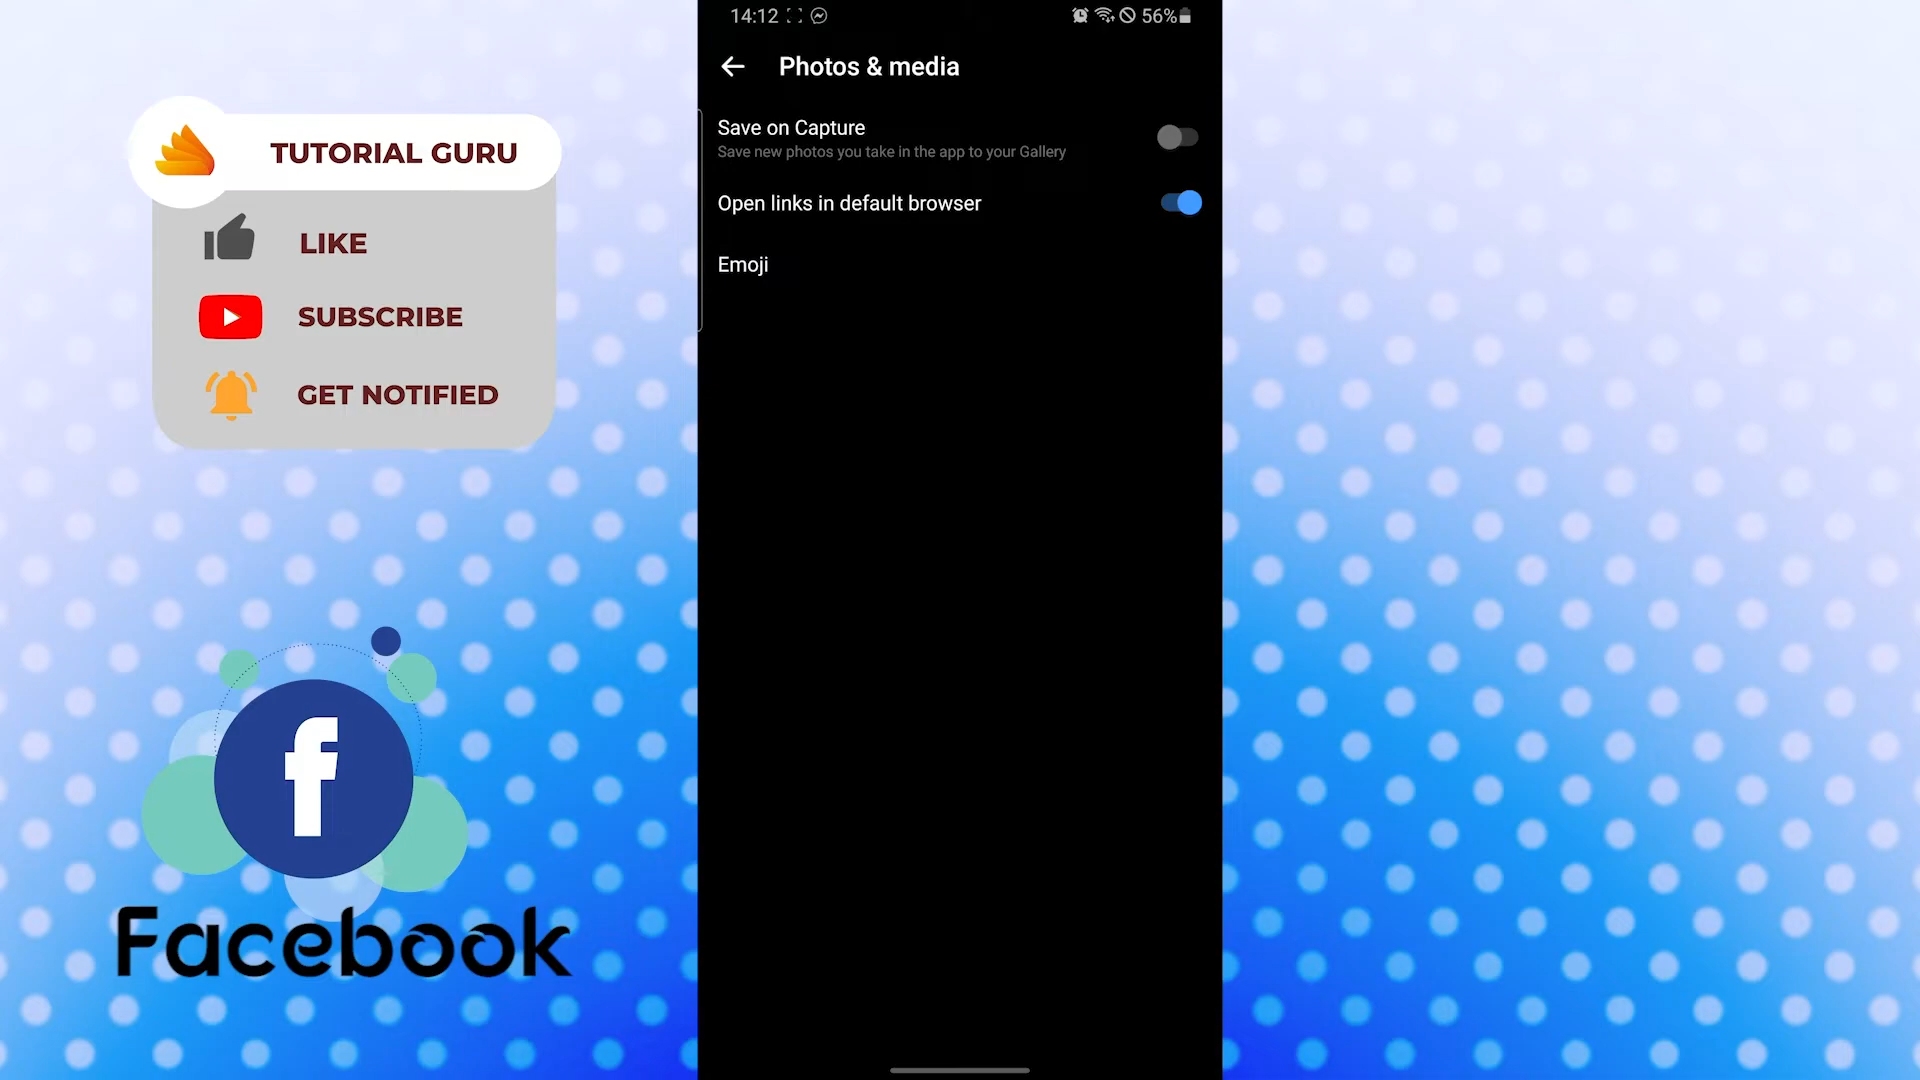 TUTORIAL GURU
LIKE
SUBSCRIBE
GET NOTIFIED
f
Facebook
14:12
56%
Photos & media
Save on Capture
Save new photos you take in the app to your Gallery
Open links in default browser
Emoji